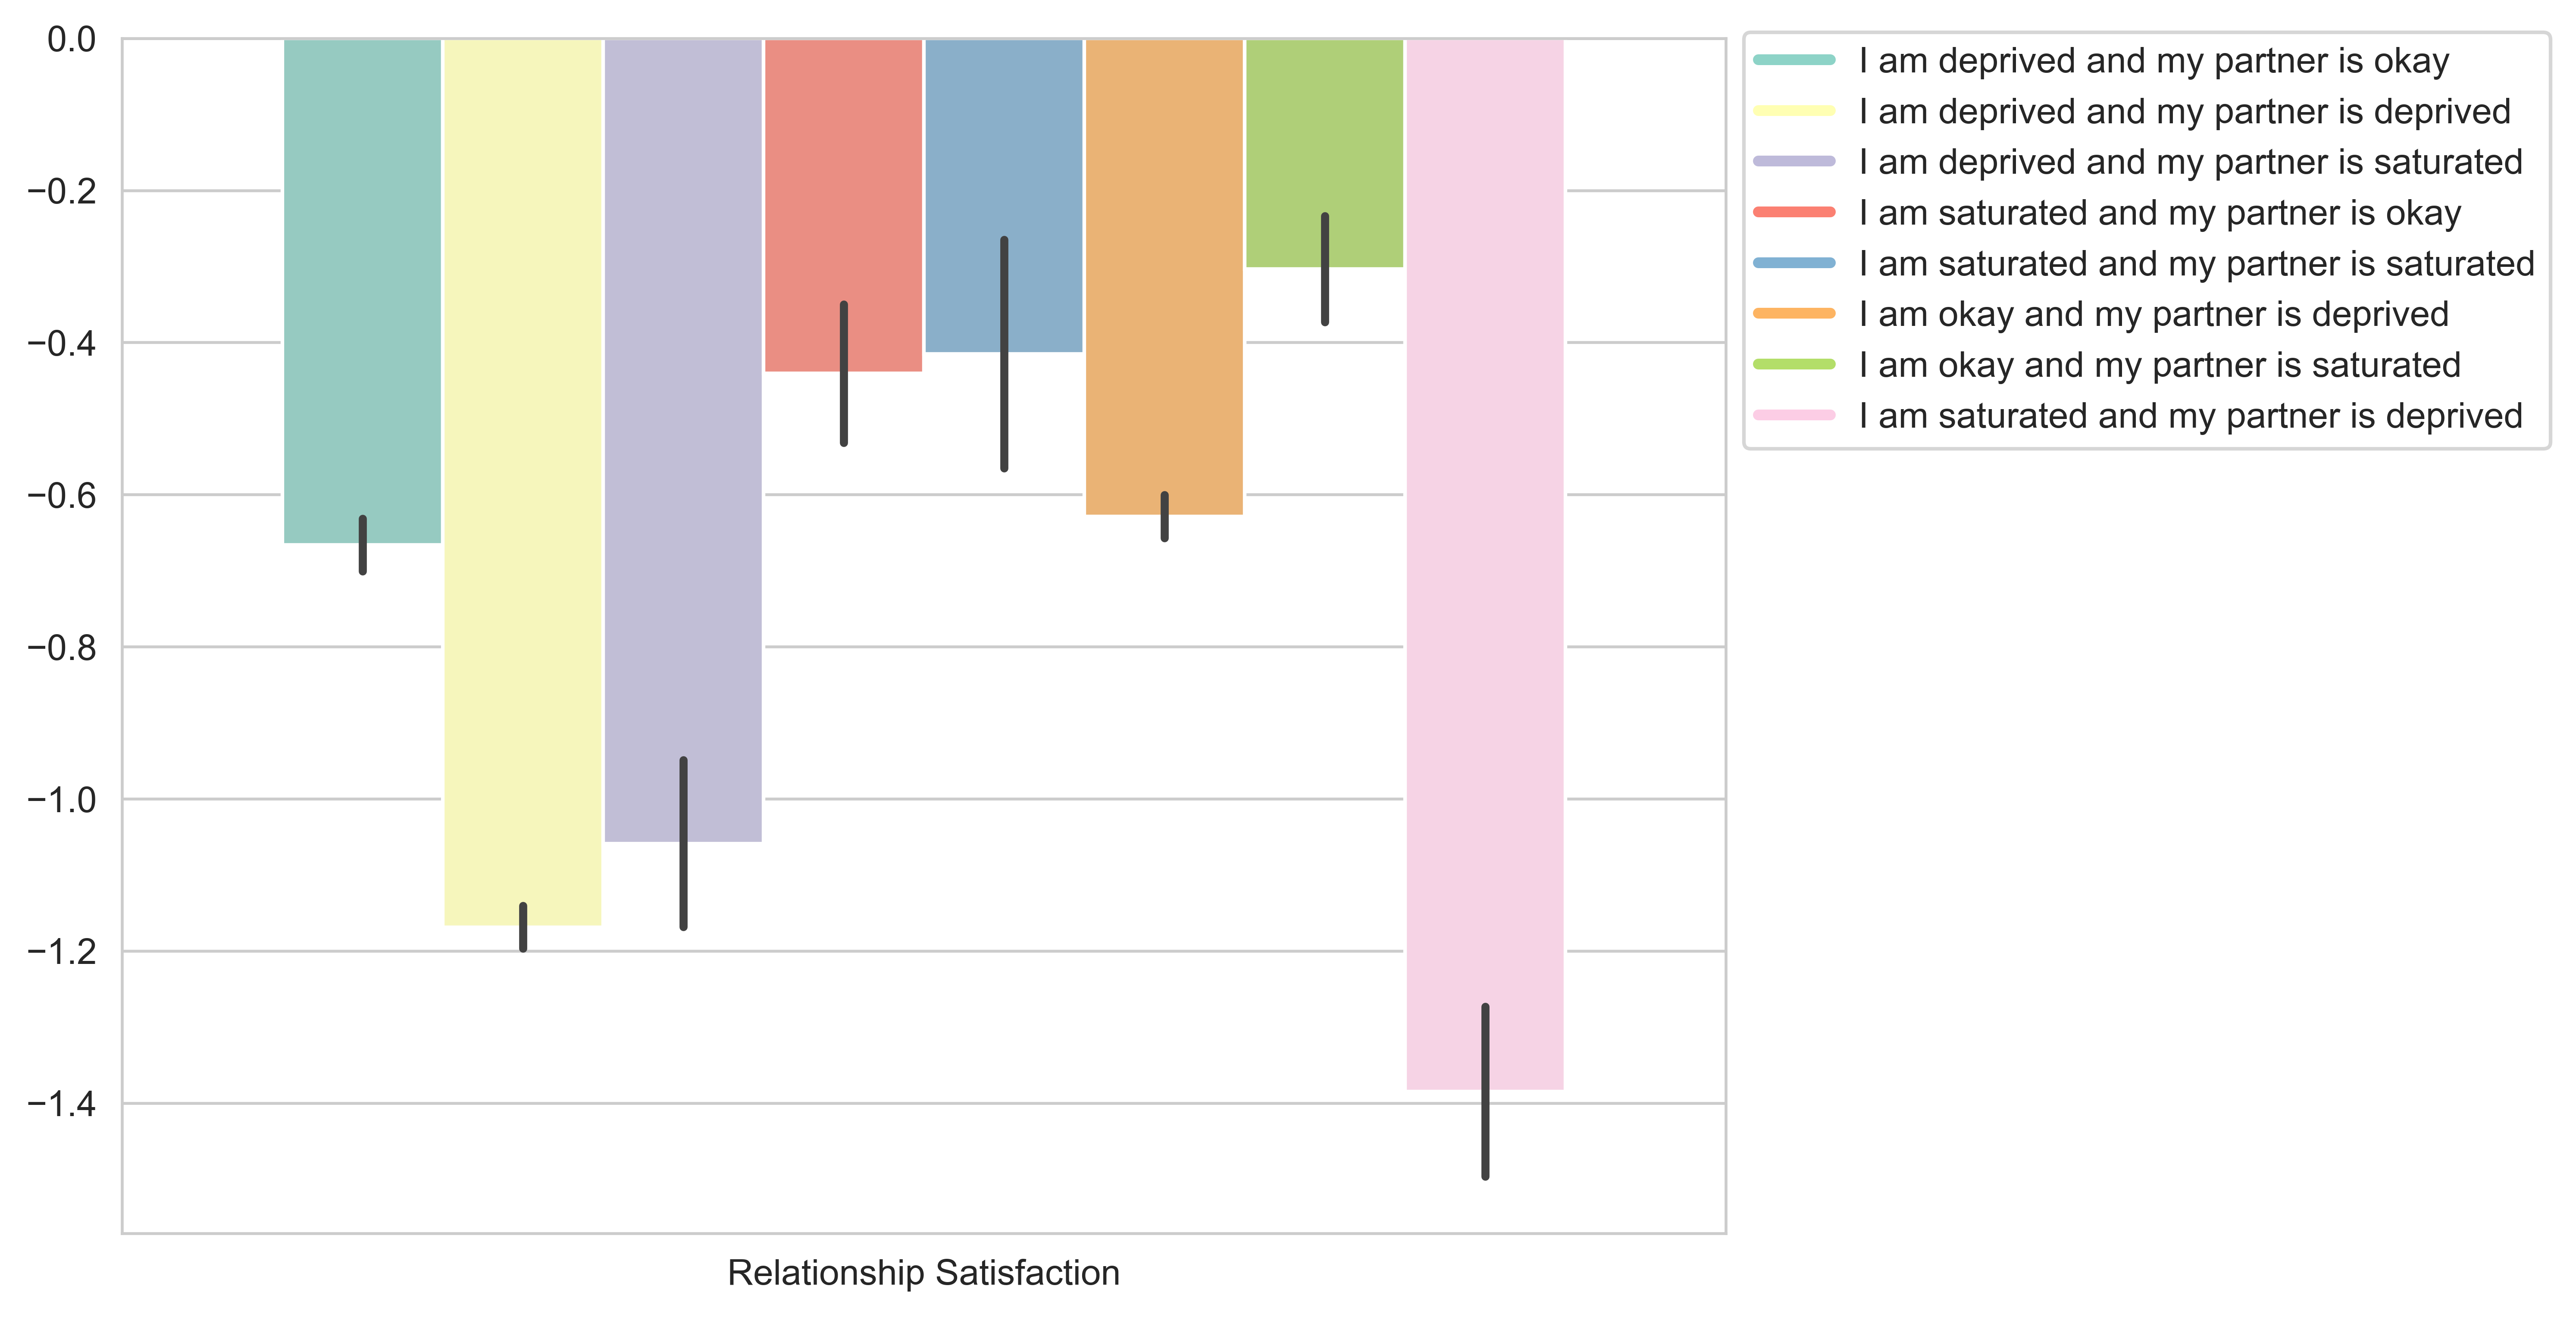 0.0
−0.2
−0.4
−0.6
−0.8
−1.0
−1.2
−1.4
Relationship Satisfaction
I am deprived and my partner is okay
I am deprived and my partner is deprived
I am deprived and my partner is saturated
I am saturated and my partner is okay
I am saturated and my partner is saturated
I am okay and my partner is deprived
I am okay and my partner is saturated
I am saturated and my partner is deprived